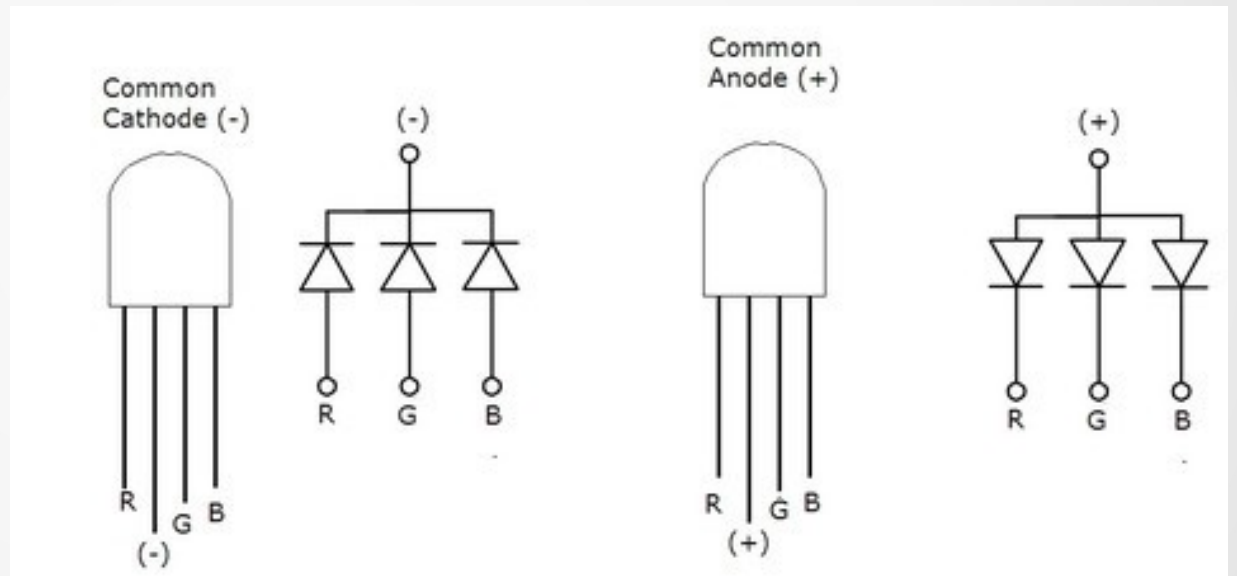 Common
Cathode (-)
(-)
R
G
B
R
(-)
G
B
Common
Anode (+)
(+)
R
G
B
R
(+)
G
B